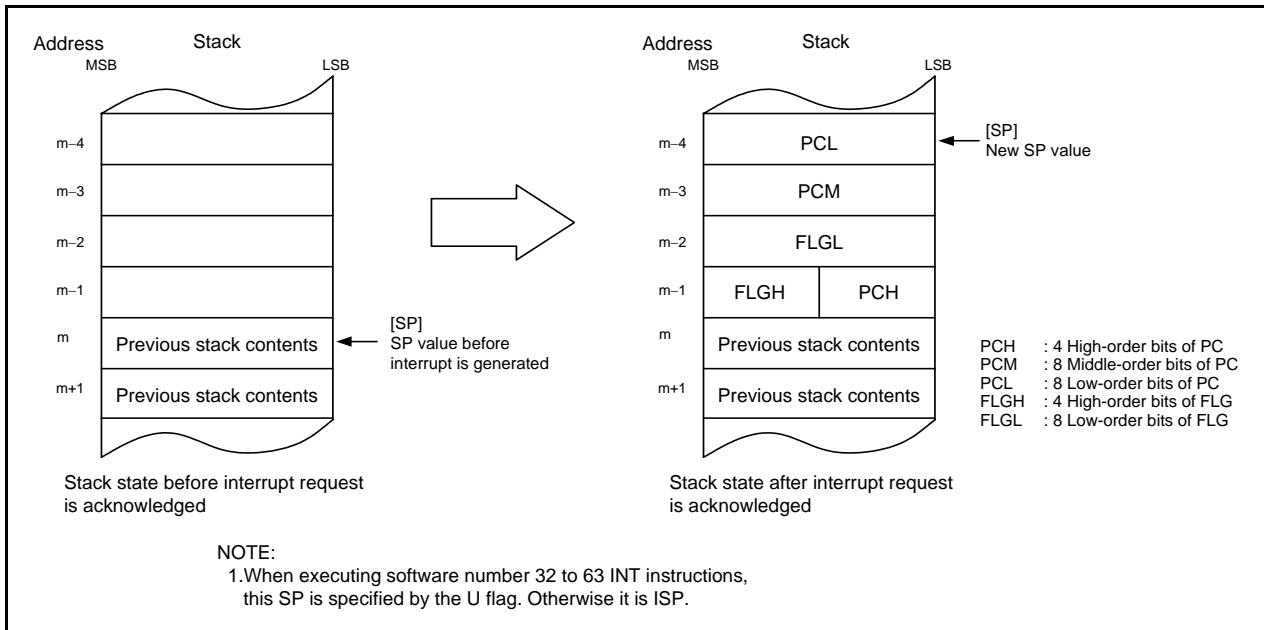 Address Stack
MSB LSB
m−4
m−3
m−2
m−1
m Previous stack contents
m+1 Previous stack contents
[SP]
SP value before
interrupt is generated
Stack state before interrupt request
is acknowledged
Address Stack
MSB LSB
m−4 PCL
m−3 PCM
m−2 FLGL
m−1 FLGH PCH
m Previous stack contents
m+1 Previous stack contents
[SP]
New SP value
PCH : 4 High-order bits of PC
PCM : 8 Middle-order bits of PC
PCL : 8 Low-order bits of PC
FLGH : 4 High-order bits of FLG
FLGL : 8 Low-order bits of FLG
Stack state after interrupt request
is acknowledged
NOTE:
1.When executing software number 32 to 63 INT instructions,
this SP is specified by the U flag. Otherwise it is ISP.